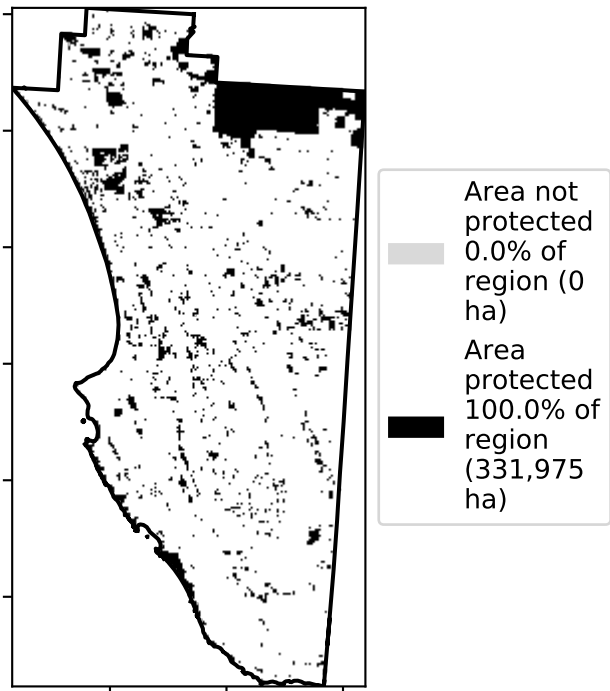 Area not
protected
0.0% of
region (0
ha)
Area
protected
100.0% of
region
(331,975
ha)